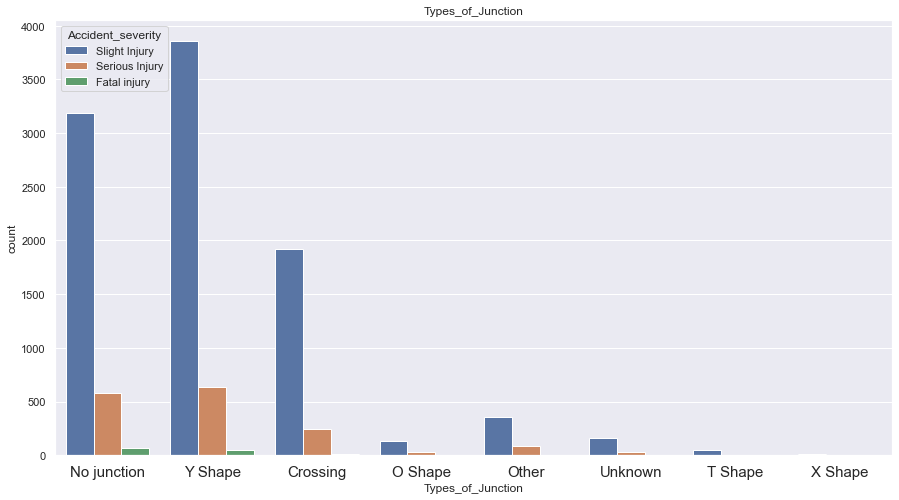 Types_of_Junction
Accident_severity
Slight Injury
Serious Injury
Fatal injury
4000
3500
3000
2500
2000
1500
1000
500
0
count
No junction Y Shape Crossing O Shape Other Unknown T Shape X Shape
Types_of_Junction